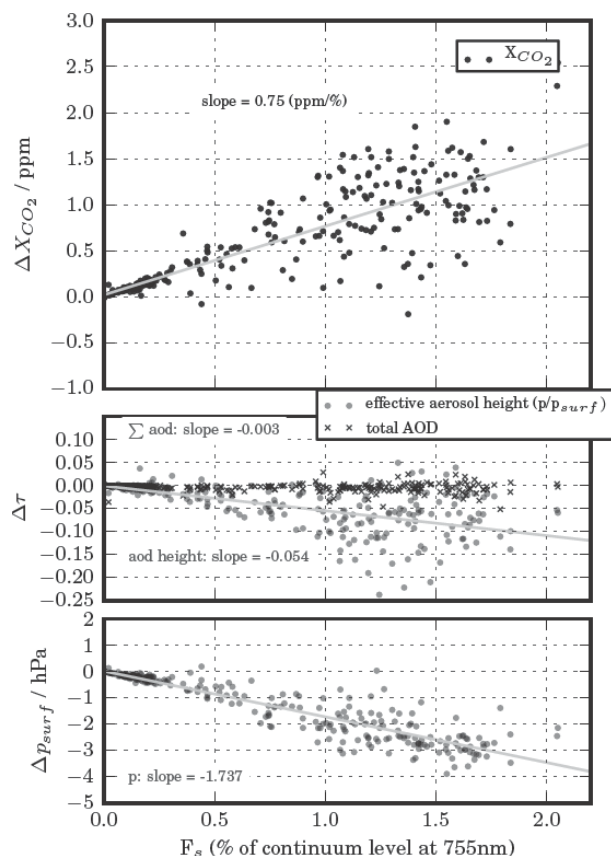 3.0
2.5
2.0
1.5
1.0
0.5
0.0
−0.5
−1.0
ΔX_{CO_2} / ppm
X_{CO_2}
slope = 0.75 (ppm/%)
effective aerosol height (p/p_{surf})
total AOD
∑ aod: slope = -0.003
0.10
0.05
0.00
−0.05
−0.10
−0.15
−0.20
−0.25
Δτ
aod height: slope = -0.054
2
1
0
−1
−2
−3
−4
−5
Δp_{surf} / hPa
p: slope = -1.737
0.0 0.5 1.0 1.5 2.0
F_s (% of continuum level at 755nm)